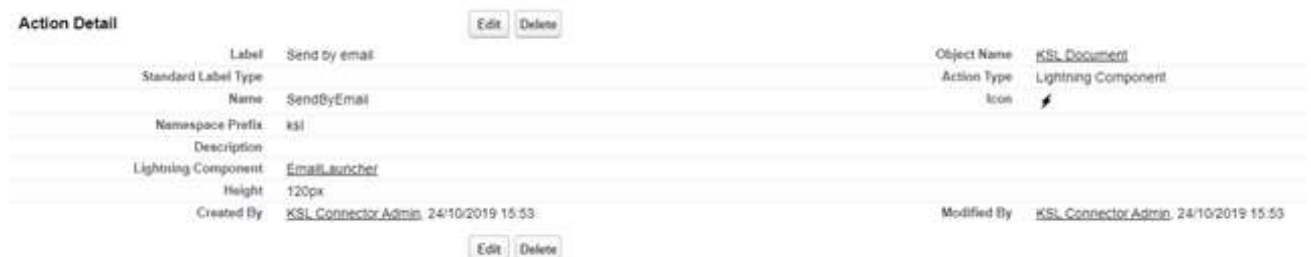 Action Detail Edit Delete
Label Send by email Object Name KSL Document
Standard Label Type Action Type Lightning Component
Name SendByEmail Icon
Namespace Prefix ksl
Description
Lightning Component EmailLauncher
Height 120px
Created By KSL Connector Admin, 24/10/2019 15:53 Modified By KSL Connector Admin, 24/10/2019 15:53
Edit Delete